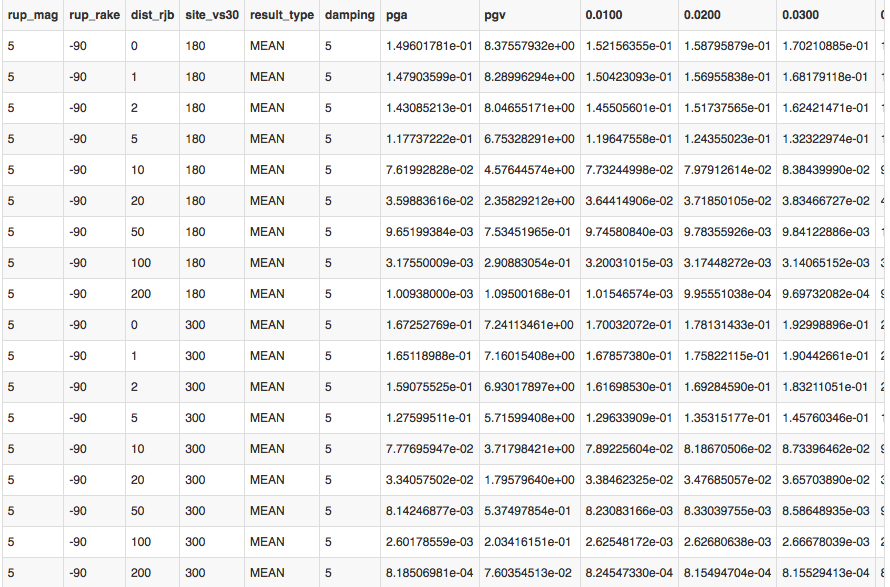 rup_mag rup_rake dist_rjb site_vs30 result_type damping pga pgv 0.0100 0.0200 0.0300
5 -90 0 180 MEAN 5 1.49601781e-01 8.37557932e+00 1.52156355e-01 1.58795879e-01 1.70210885e-01
5 -90 1 180 MEAN 5 1.47903599e-01 8.28996294e+00 1.50423093e-01 1.56955838e-01 1.68179118e-01
5 -90 2 180 MEAN 5 1.43085213e-01 8.04655171e+00 1.45505601e-01 1.51737565e-01 1.62421471e-01
5 -90 5 180 MEAN 5 1.17737222e-01 6.75328291e+00 1.19647558e-01 1.24355023e-01 1.32322974e-01
5 -90 10 180 MEAN 5 7.61992828e-02 4.57644574e+00 7.73244998e-02 7.97912614e-02 8.38439990e-02
5 -90 20 180 MEAN 5 3.59883616e-02 2.35829212e+00 3.64414906e-02 3.71850105e-02 3.83466727e-02
5 -90 50 180 MEAN 5 9.65199384e-03 7.53451965e-01 9.74580840e-03 9.78355926e-03 9.84122886e-03
5 -90 100 180 MEAN 5 3.17550009e-03 2.90883054e-01 3.20031015e-03 3.17448272e-03 3.14065152e-03
5 -90 200 180 MEAN 5 1.00938000e-03 1.09500168e-01 1.01546574e-03 9.95551038e-04 9.69732082e-04
5 -90 0 300 MEAN 5 1.67252769e-01 7.24113461e+00 1.70032072e-01 1.78131433e-01 1.92998896e-01
5 -90 1 300 MEAN 5 1.65118988e-01 7.16015408e+00 1.67857380e-01 1.75822115e-01 1.90442661e-01
5 -90 2 300 MEAN 5 1.59075525e-01 6.93017897e+00 1.61698530e-01 1.69284590e-01 1.83211051e-01
5 -90 5 300 MEAN 5 1.27599511e-01 5.71599408e+00 1.29633909e-01 1.35315177e-01 1.45760346e-01
5 -90 10 300 MEAN 5 7.77695947e-02 3.71798421e+00 7.89225604e-02 8.18670506e-02 8.73396462e-02
5 -90 20 300 MEAN 5 3.34057502e-02 1.79579640e+00 3.38462325e-02 3.47685057e-02 3.65703890e-02
5 -90 50 300 MEAN 5 8.14246877e-03 5.37497854e-01 8.23083166e-03 8.33039755e-03 8.58648935e-03
5 -90 100 300 MEAN 5 2.60178559e-03 2.03416151e-01 2.62548172e-03 2.62680638e-03 2.66678039e-03
5 -90 200 300 MEAN 5 8.18506981e-04 7.60354513e-02 8.24547330e-04 8.15494704e-04 8.15529413e-04